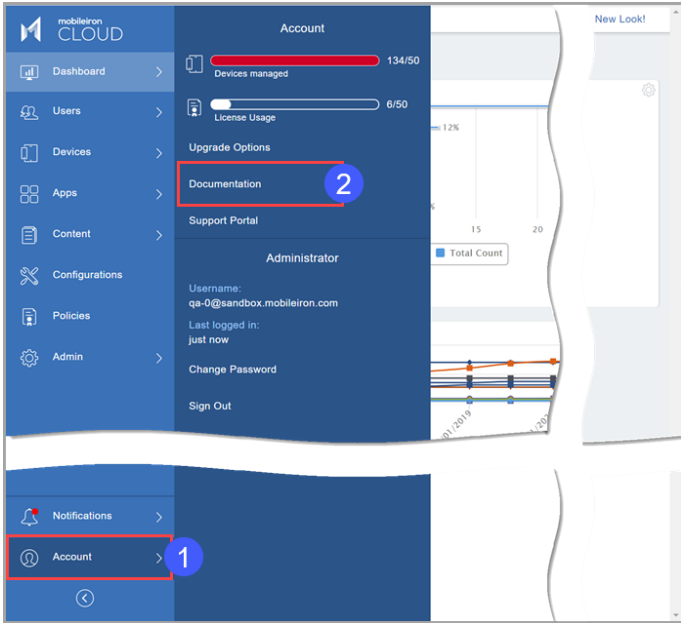 mobileiron
CLOUD
Dashboard
Users
Devices
Apps
Content
Configurations
Policies
Admin
Notifications
Account
1
Account
134/50
Devices managed
6/50
License Usage
Upgrade Options
Documentation
2
Support Portal
Administrator
Username:
qa-0@sandbox.mobileiron.com
Last logged in:
just now
Change Password
Sign Out
New Look!
12%
%
15
20
Total Count
01/2019